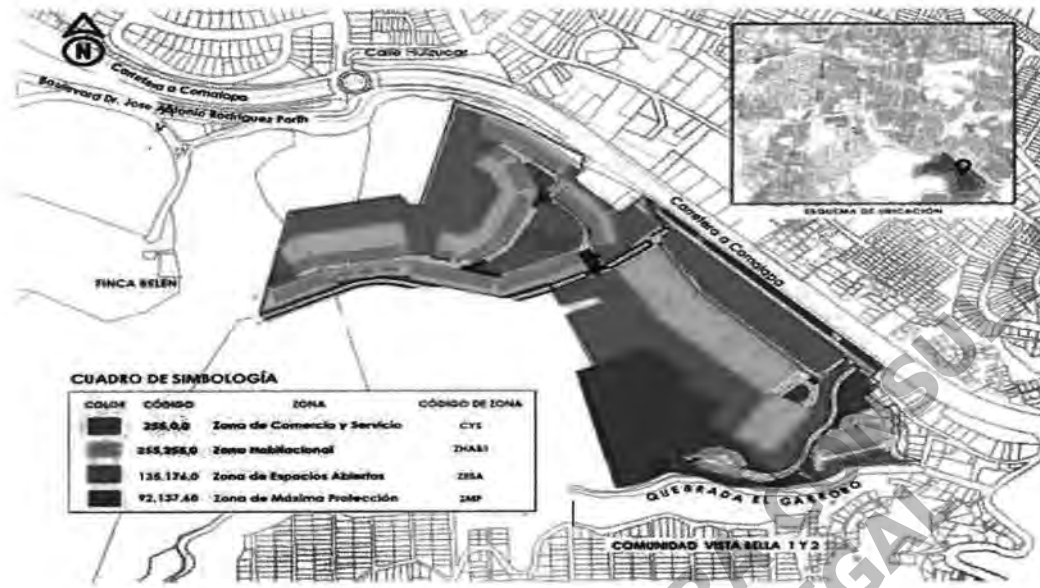 N
Calle Huizucar
Carretera a Comalapa
Boulevard Dr. Jose Antonio Rodriguez Porth
ESQUEMA DE UBICACIÓN
Carretera a Comalapa
FINCA BELEN
CUADRO DE SIMBOLOGÍA
COLOR CÓDIGO ZONA CÓDIGO DE ZONA
255,0,0 Zona de Comercio y Servicio CYS
255,255,0 Zona Habitacional ZHAB1
135,176,0 Zona de Espacios Abiertos ZEEA
92,137,68 Zona de Máxima Protección ZMP
QUEBRADA EL GARROBO
COMUNIDAD VISTA BELLA 1 Y 2